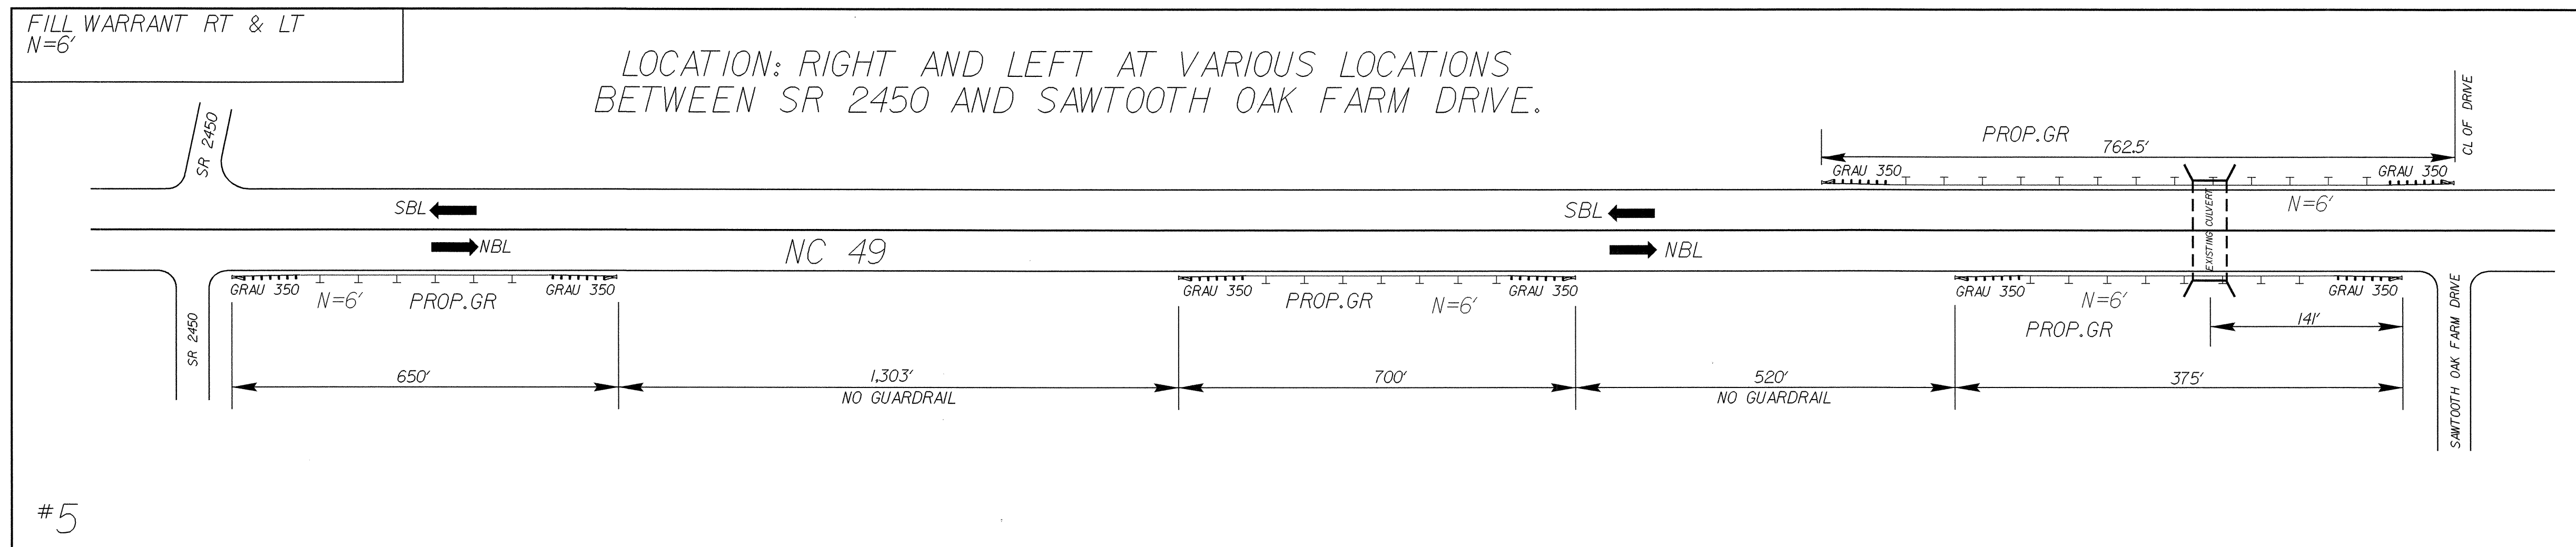 FILL WARRANT RT & LT
N=6'
LOCATION: RIGHT AND LEFT AT VARIOUS LOCATIONS
BETWEEN SR 2450 AND SAWTOOTH OAK FARM DRIVE.
SR 2450
CL OF DRIVE
PROP.GR
762.5'
GRAU 350
GRAU 350
N=6'
SBL
SBL
EXISTING CULVERT
NBL
NC 49
NBL
GRAU 350
N=6'
PROP.GR
GRAU 350
GRAU 350
PROP.GR
N=6'
GRAU 350
GRAU 350
N=6'
PROP.GR
GRAU 350
141'
SR 2450
SAWTOOTH OAK FARM DRIVE
650'
1,303'
NO GUARDRAIL
700'
520'
NO GUARDRAIL
375'
#5